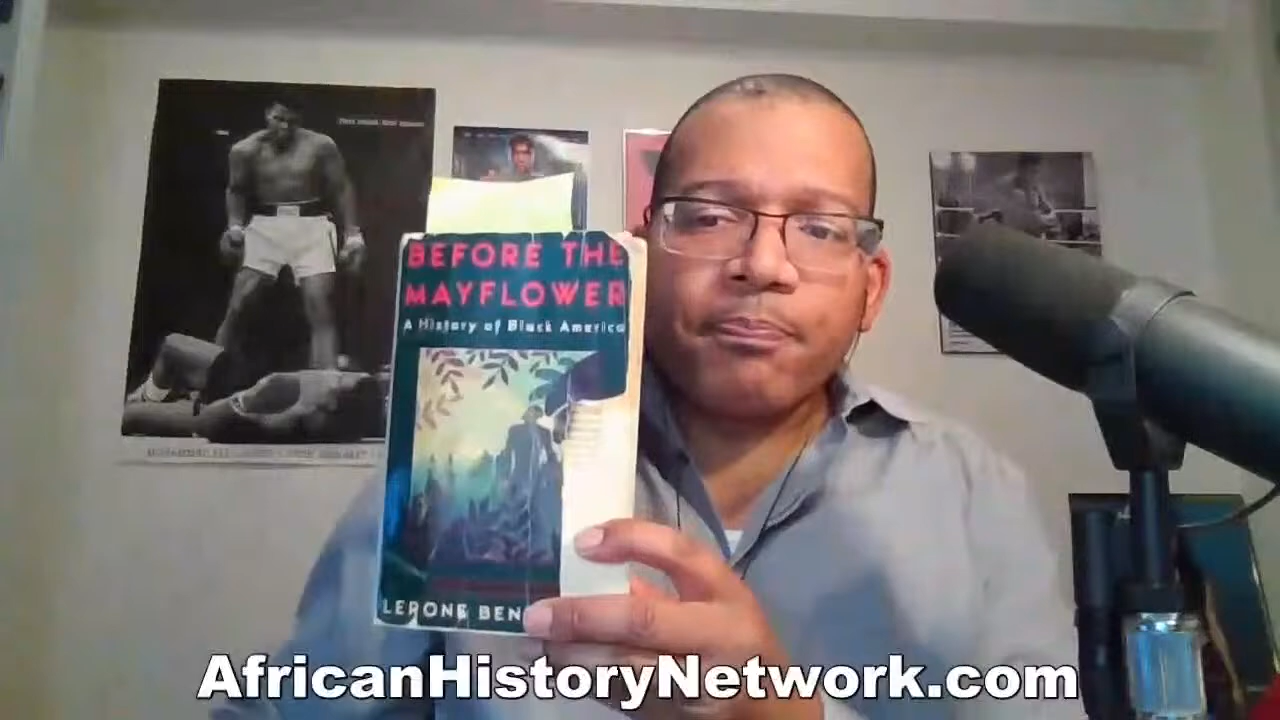 BEFORE THE
MAYFLOWER
A History of Black America
LERONE BEN
AfricanHistoryNetwork.com